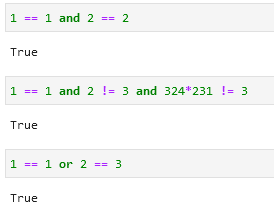 1 == 1 and 2 == 2
True
1 == 1 and 2 != 3 and 324*231 != 3
True
1 == 1 or 2 == 3
True